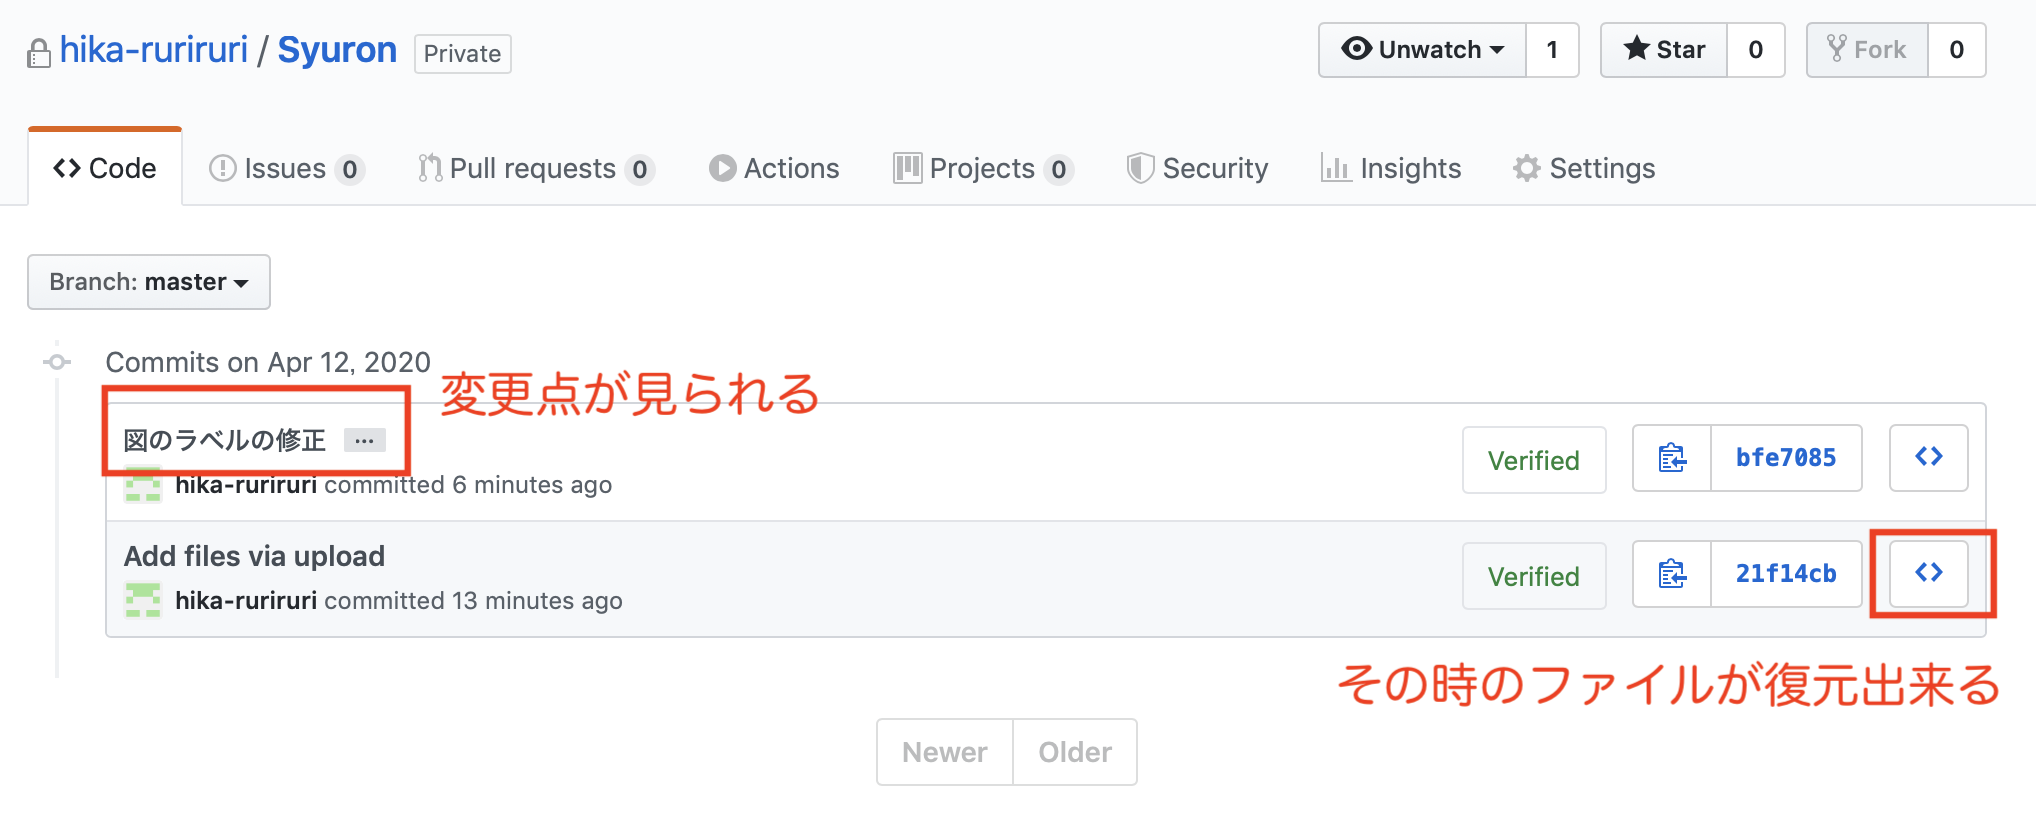 hika-ruriruri / Syuron Private Unwatch 1 Star 0 Fork 0
Code Issues 0 Pull requests 0 Actions Projects 0 Security Insights Settings
Branch: master
Commits on Apr 12, 2020
変更点が見られる
図のラベルの修正 …
hika-ruriruri committed 6 minutes ago
Verified bfe7085
Add files via upload
hika-ruriruri committed 13 minutes ago
Verified 21f14cb
その時のファイルが復元出来る
Newer Older